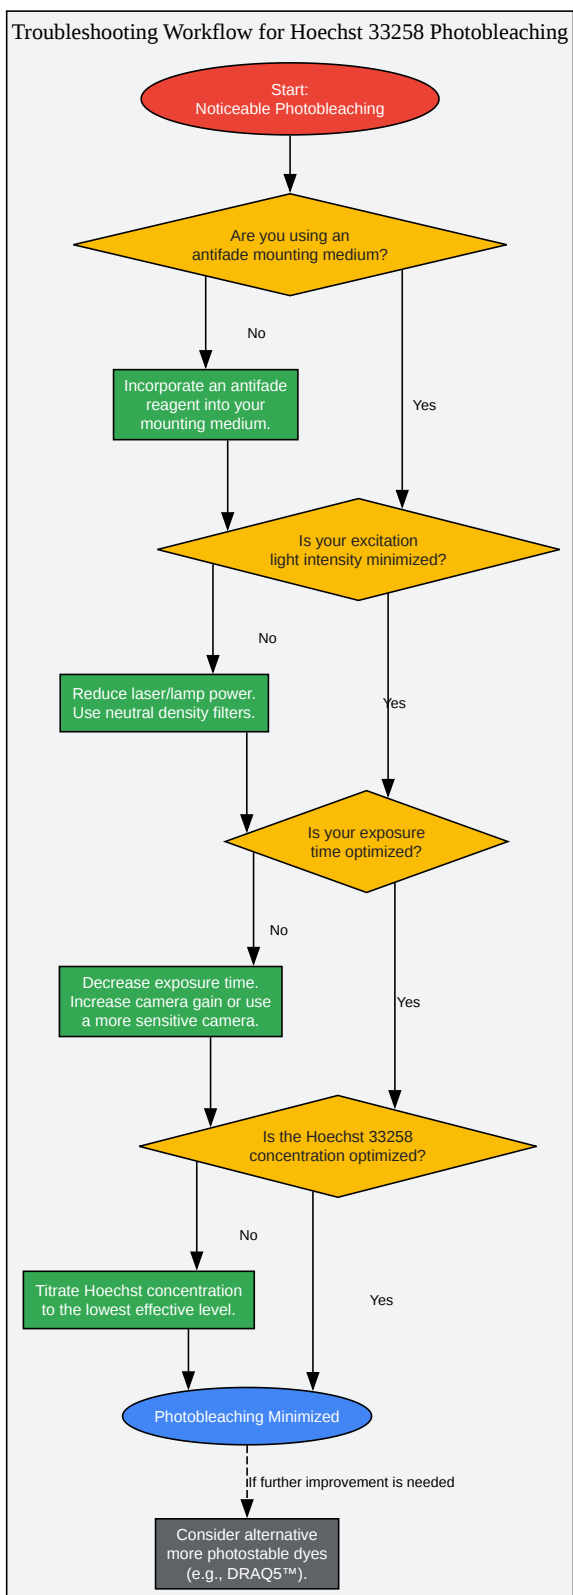 Troubleshooting Workflow for Hoechst 33258 Photobleaching
Start:
Noticeable Photobleaching
Are you using an
antifade mounting medium?
No
Incorporate an antifade
reagent into your
mounting medium.
Yes
Is your excitation
light intensity minimized?
No
Reduce laser/lamp power.
Use neutral density filters.
Yes
Is your exposure
time optimized?
No
Decrease exposure time.
Increase camera gain or use
a more sensitive camera.
Yes
Is the Hoechst 33258
concentration optimized?
No
Titrate Hoechst concentration
to the lowest effective level.
Yes
Photobleaching Minimized
If further improvement is needed
Consider alternative
more photostable dyes
(e.g., DRAQ5™).